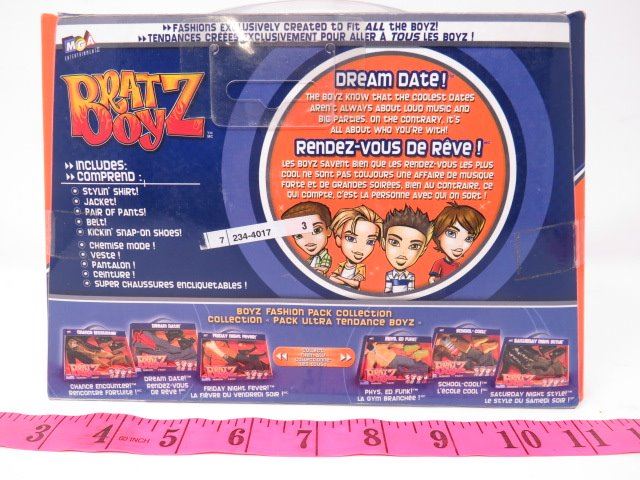 ▸▸ Fashions Exclusively Created to Fit ALL the Boyz!
▸▸ Tendances créées exclusivement pour aller à TOUS les Boyz !
MGA
ENTERTAINMENT
BRATZ
BOYZ
Dream Date!
The Boyz know that the coolest dates
aren't always about loud music and
big parties. On the contrary, it's
all about who you're with!
Rendez-vous de Rêve !
Les Boyz savent bien que les rendez-vous les plus
cool ne sont pas toujours une affaire de musique
forte et de grandes soirées, bien au contraire, ce
qui compte, c'est la personne avec qui on sort !
▸▸ Includes:
▸▸ Comprend :
Stylin' Shirt!
Jacket!
Pair of Pants!
Belt!
Kickin' Snap-on Shoes!
Chemise mode !
Veste !
Pantalon !
Ceinture !
Super chaussures encliquetables !
7 234-4017 3
Boyz Fashion Pack Collection
Collection - Pack Ultra Tendance Boyz
Chance Encounter!
Rencontre Fortuite !
Dream Date!
Rendez-vous
de Rêve !
Friday Night Fever!
La Fièvre du Vendredi Soir !
Phys. Ed Funk!
La Gym Branchée !
School-Cool!
L'École Cool !
Saturday Night Style!
Le Style du Samedi Soir !
3 4 60 INCH 5 6 7 8 9 10 11